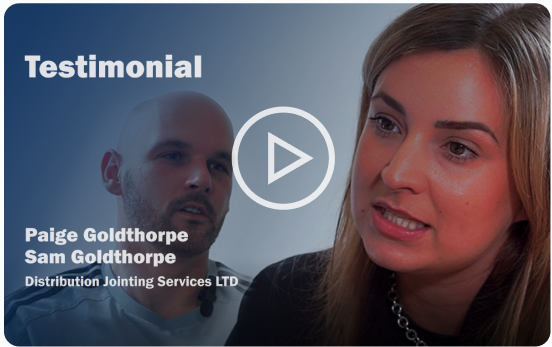 Testimonial
Paige Goldthorpe
Sam Goldthorpe
Distribution Jointing Services LTD